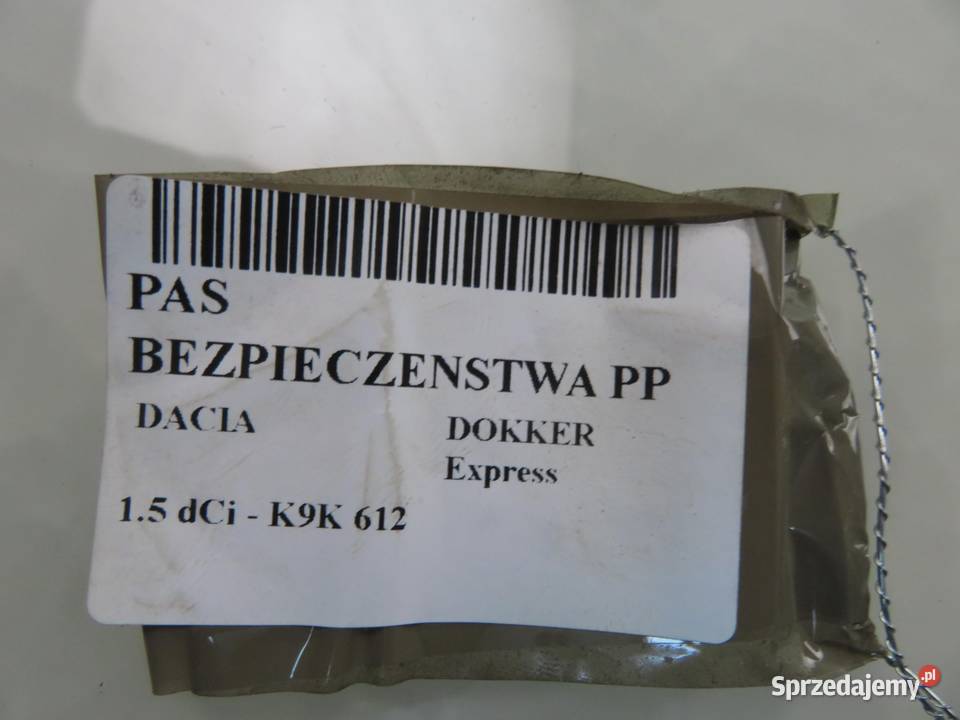 PAS
BEZPIECZENSTWA PP
DACIA DOKKER
Express
1.5 dCi - K9K 612
Sprzedajemy.pl